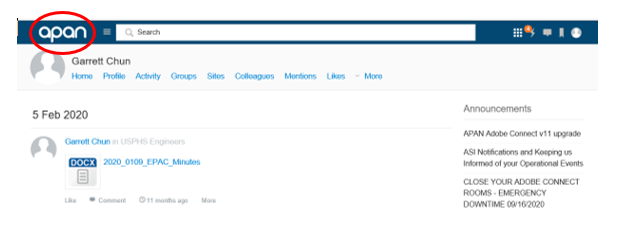 apan
Search
4
Garrett Chun
Home Profile Activity Groups Sites Colleagues Mentions Likes More
5 Feb 2020
Garrett Chun in USPHS Engineers
DOCX
2020_0109_EPAC_Minutes
Like Comment 11 months ago More
Announcements
APAN Adobe Connect v11 upgrade
ASI Notifications and Keeping us
Informed of your Operational Events
CLOSE YOUR ADOBE CONNECT
ROOMS - EMERGENCY
DOWNTIME 09/16/2020